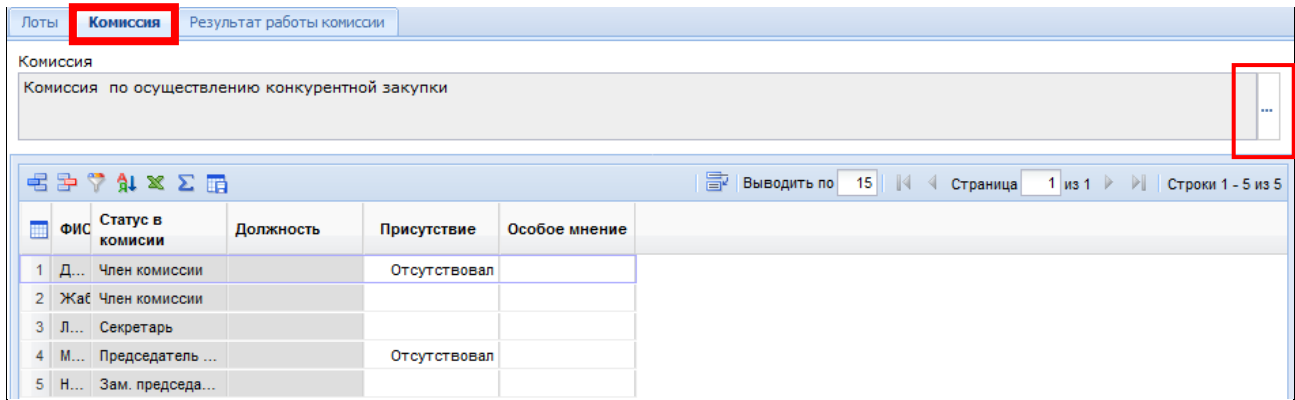 Лоты Комиссия Результат работы комиссии
Комиссия
Комиссия по осуществлению конкурентной закупки
...
Выводить по 15 Страница 1 из 1 Строки 1 - 5 из 5
ФИО Статус в комисии Должность Присутствие Особое мнение
1 Д... Член комиссии Отсутствовал
2 Жаб Член комиссии
3 Л... Секретарь
4 М... Председатель ... Отсутствовал
5 Н... Зам. председа...